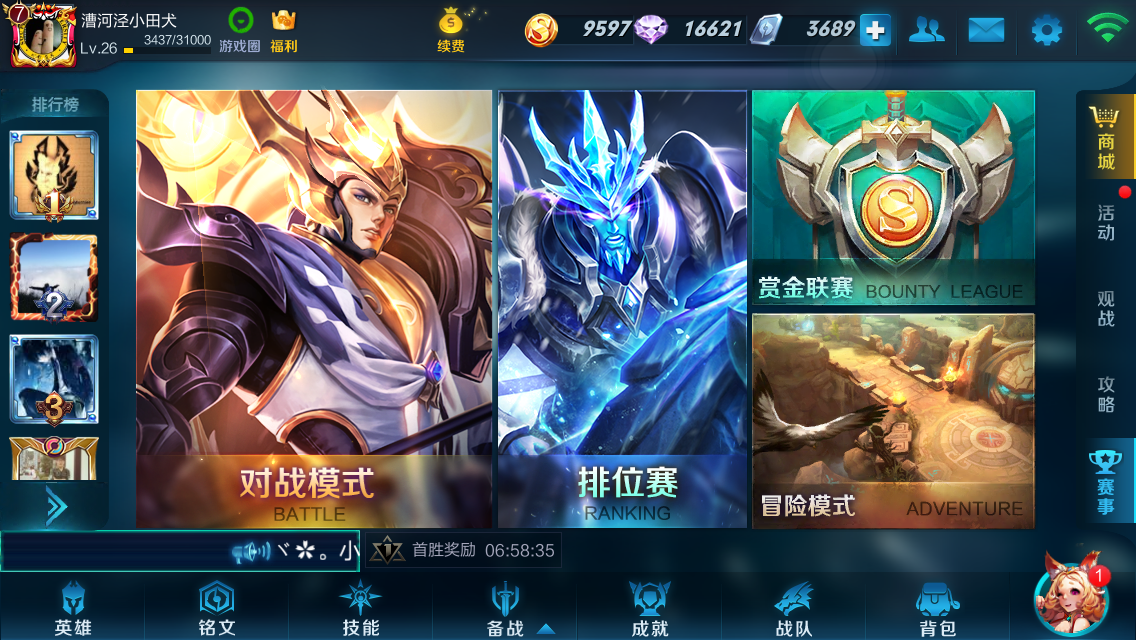 7
漕河泾小田犬
Lv.26 3437/31000
游戏圈
福利
续费
9597
16621
3689
排行榜
1
2
3
对战模式
BATTLE
排位赛
RANKING
赏金联赛 BOUNTY LEAGUE
冒险模式 ADVENTURE
商城
活动
观战
攻略
赛事
ヾ✲。小
1 首胜奖励 06:58:35
英雄
铭文
技能
备战
成就
战队
背包
1